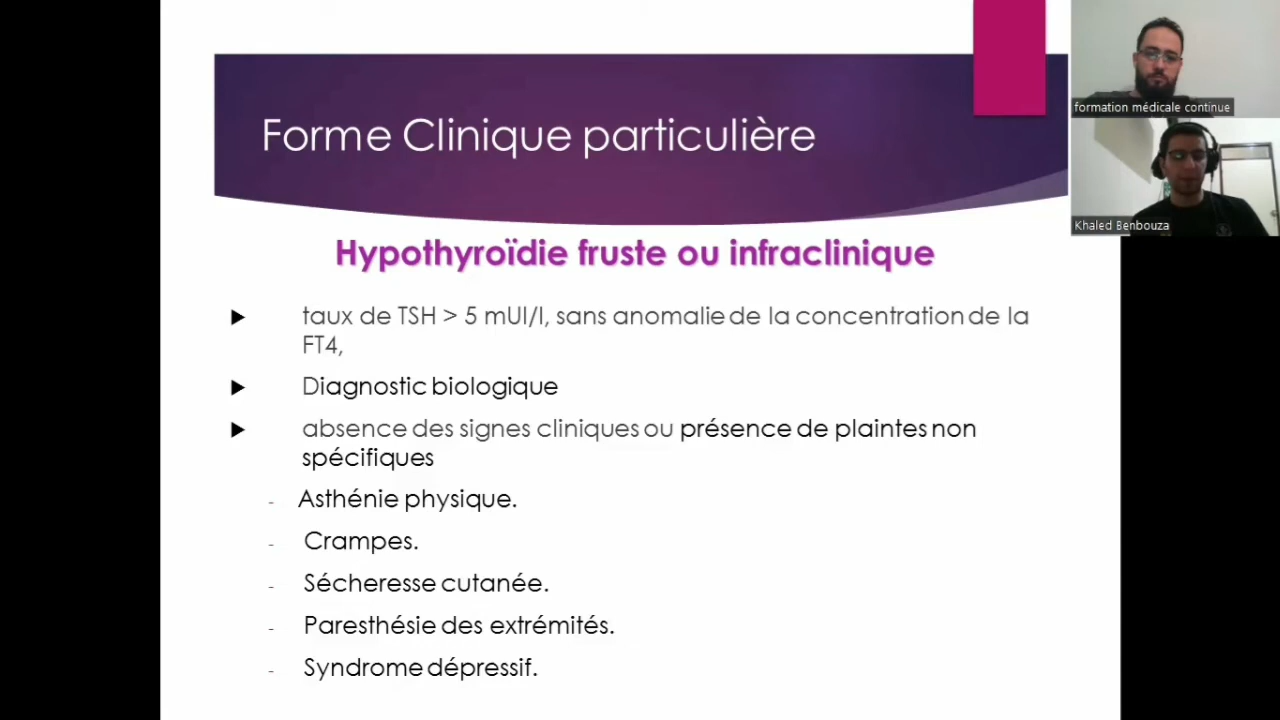 Forme Clinique particulière
formation médicale continue
Khaled Benbouza
Hypothyroïdie fruste ou infraclinique
taux de TSH > 5 mUI/l, sans anomalie de la concentration de la
FT4,
Diagnostic biologique
absence des signes cliniques ou présence de plaintes non
spécifiques
- Asthénie physique.
- Crampes.
- Sécheresse cutanée.
- Paresthésie des extrémités.
- Syndrome dépressif.